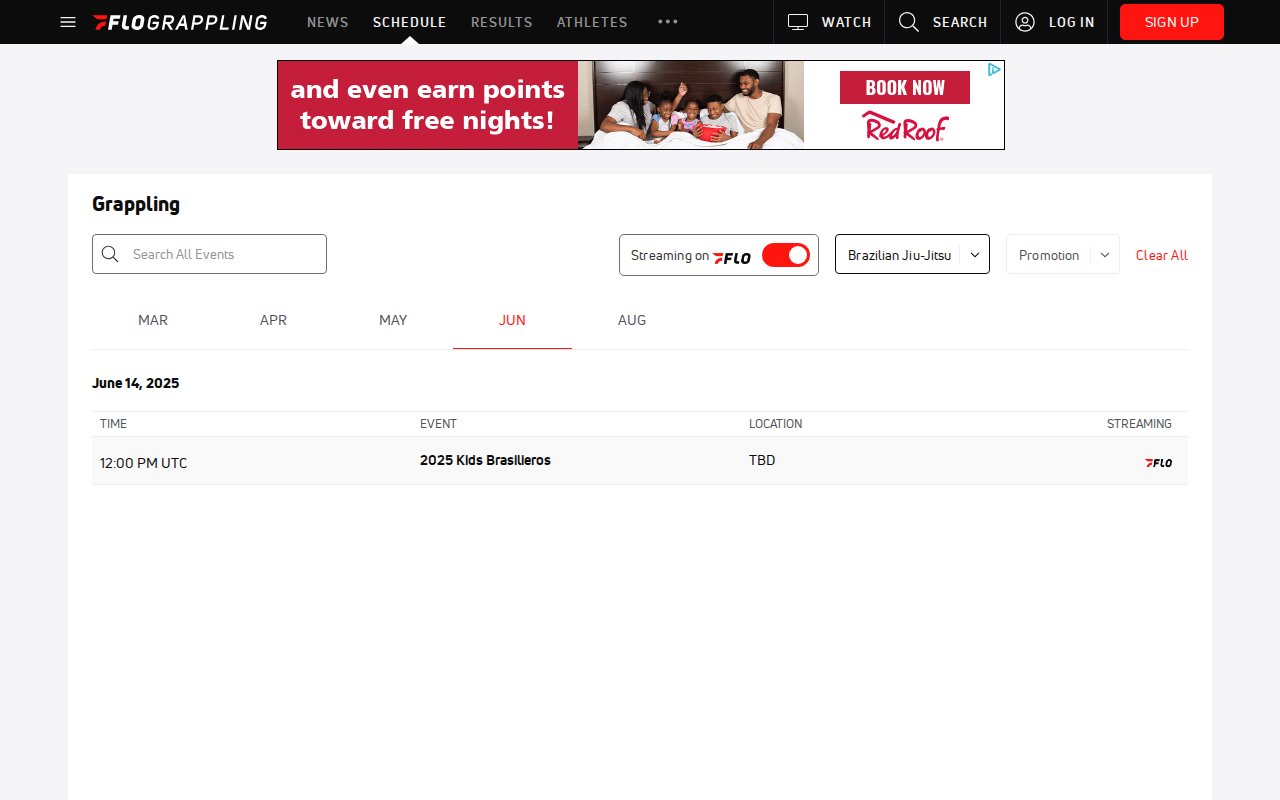 FLOGRAPPLING NEWS SCHEDULE RESULTS ATHLETES WATCH SEARCH LOG IN SIGN UP
and even earn points
toward free nights!
BOOK NOW
Red Roof
Grappling
Search All Events
Streaming on FLO
Brazilian Jiu-Jitsu
Promotion
Clear All
MAR APR MAY JUN AUG
June 14, 2025
TIME EVENT LOCATION STREAMING
12:00 PM UTC 2025 Kids Brasilieros TBD FLO